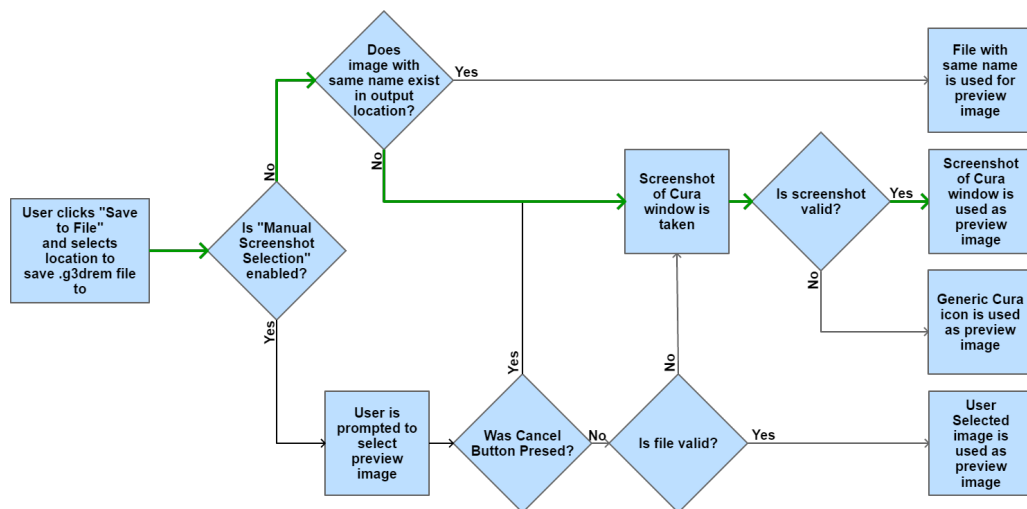 Does
image with
same name exist
in output
location?
Yes
File with
same name
is used for
preview
image
No
No
User clicks "Save
to File"
and selects
location to
save .g3drem file
to
Is "Manual
Screenshot
Selection"
enabled?
Screenshot
of Cura
window is
taken
Is screenshot
valid?
Yes
Screenshot
of Cura
window is
used as
preview
image
No
Generic Cura
icon is used
as preview
image
Yes
Yes
No
User is
prompted to
select
preview
image
Was Cancel
Button Presed?
No
Is file valid?
Yes
User
Selected
image is
used as
preview
image